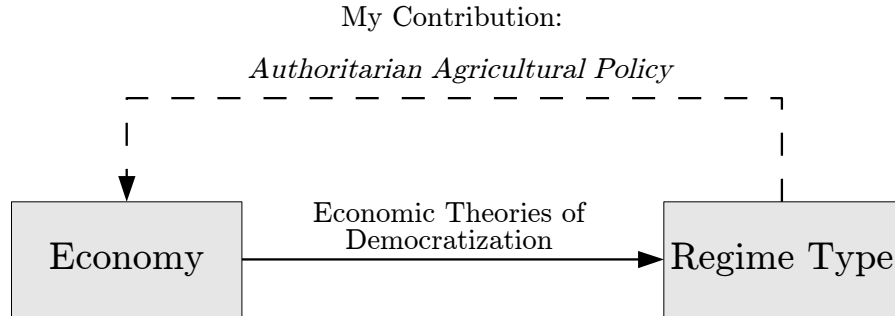 My Contribution:
Authoritarian Agricultural Policy
Economic Theories of
Democratization
Economy
Regime Type